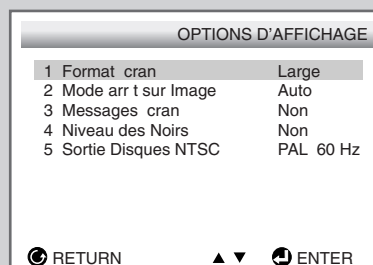 OPTIONS D'AFFICHAGE
1 Format cran Large
2 Mode arr t sur Image Auto
3 Messages cran Non
4 Niveau des Noirs Non
5 Sortie Disques NTSC PAL 60 Hz
RETURN ▲ ▼ ENTER